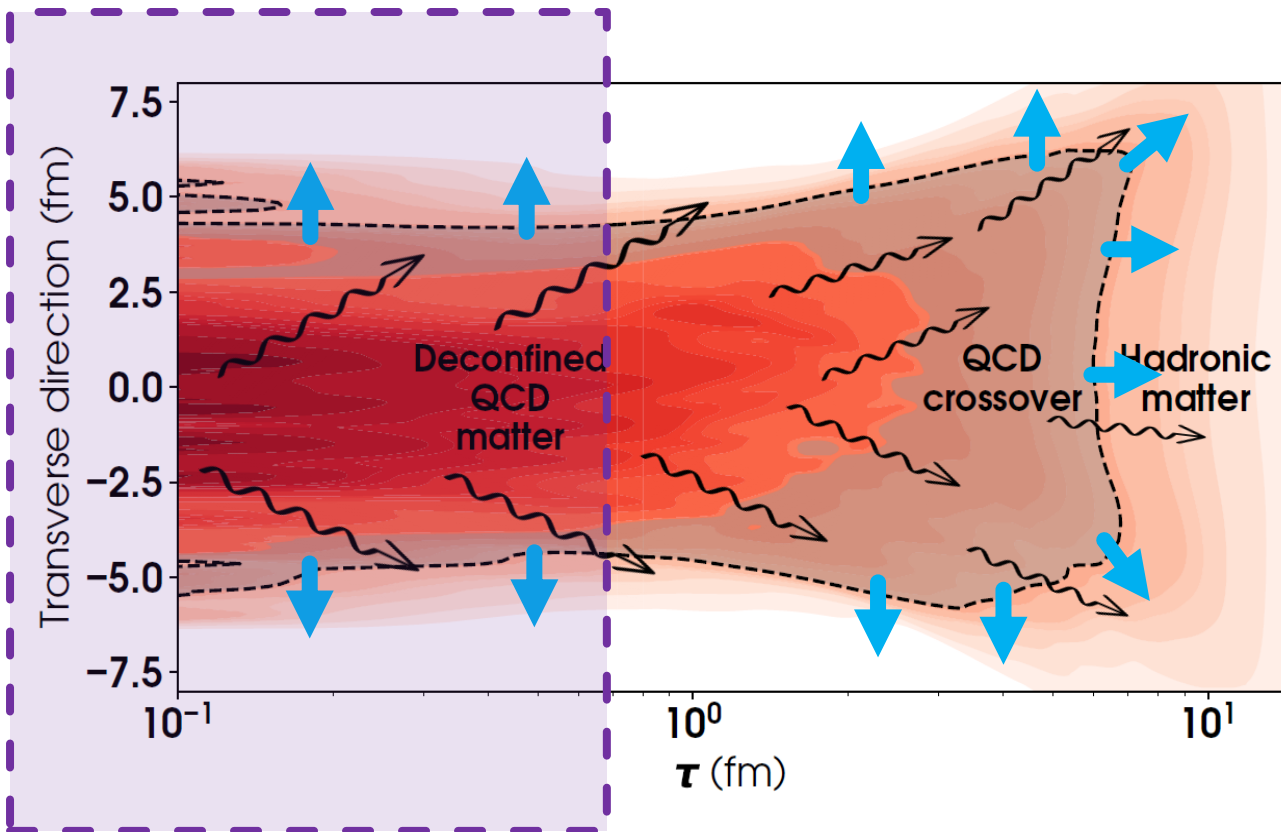 7.5
5.0
2.5
0.0
−2.5
−5.0
−7.5
Transverse direction (fm)
Deconfined
QCD
matter
QCD
crossover
Hadronic
matter
10⁻¹
10⁰
10¹
τ (fm)